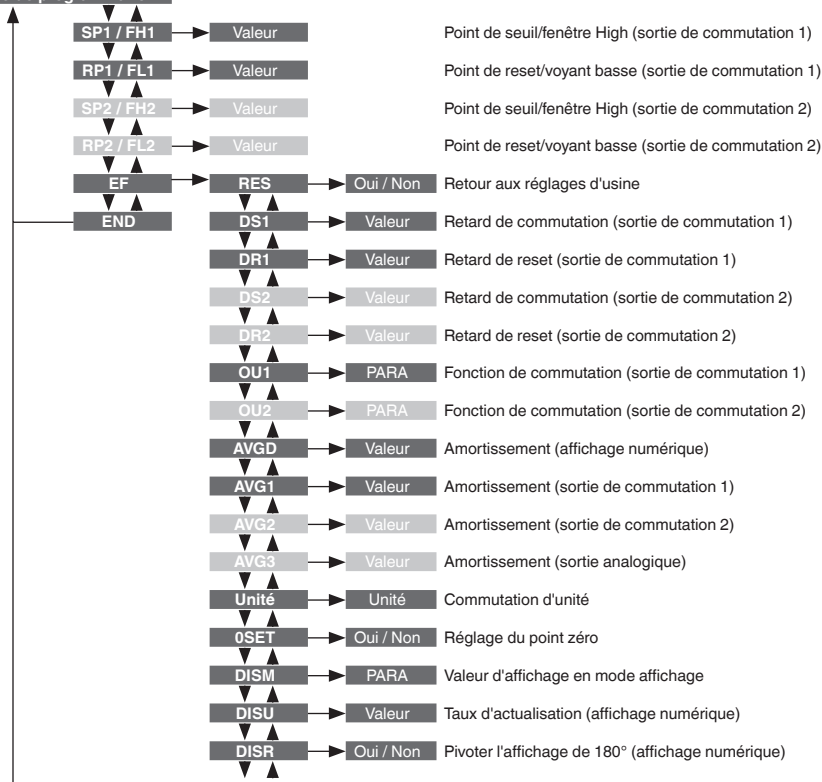 SP1 / FH1 Valeur Point de seuil/fenêtre High (sortie de commutation 1)
RP1 / FL1 Valeur Point de reset/voyant basse (sortie de commutation 1)
SP2 / FH2 Valeur Point de seuil/fenêtre High (sortie de commutation 2)
RP2 / FL2 Valeur Point de reset/voyant basse (sortie de commutation 2)
EF RES Oui / Non Retour aux réglages d'usine
END DS1 Valeur Retard de commutation (sortie de commutation 1)
DR1 Valeur Retard de reset (sortie de commutation 1)
DS2 Valeur Retard de commutation (sortie de commutation 2)
DR2 Valeur Retard de reset (sortie de commutation 2)
OU1 PARA Fonction de commutation (sortie de commutation 1)
OU2 PARA Fonction de commutation (sortie de commutation 2)
AVGD Valeur Amortissement (affichage numérique)
AVG1 Valeur Amortissement (sortie de commutation 1)
AVG2 Valeur Amortissement (sortie de commutation 2)
AVG3 Valeur Amortissement (sortie analogique)
Unité Unité Commutation d'unité
0SET Oui / Non Réglage du point zéro
DISM PARA Valeur d'affichage en mode affichage
DISU Valeur Taux d'actualisation (affichage numérique)
DISR Oui / Non Pivoter l'affichage de 180° (affichage numérique)